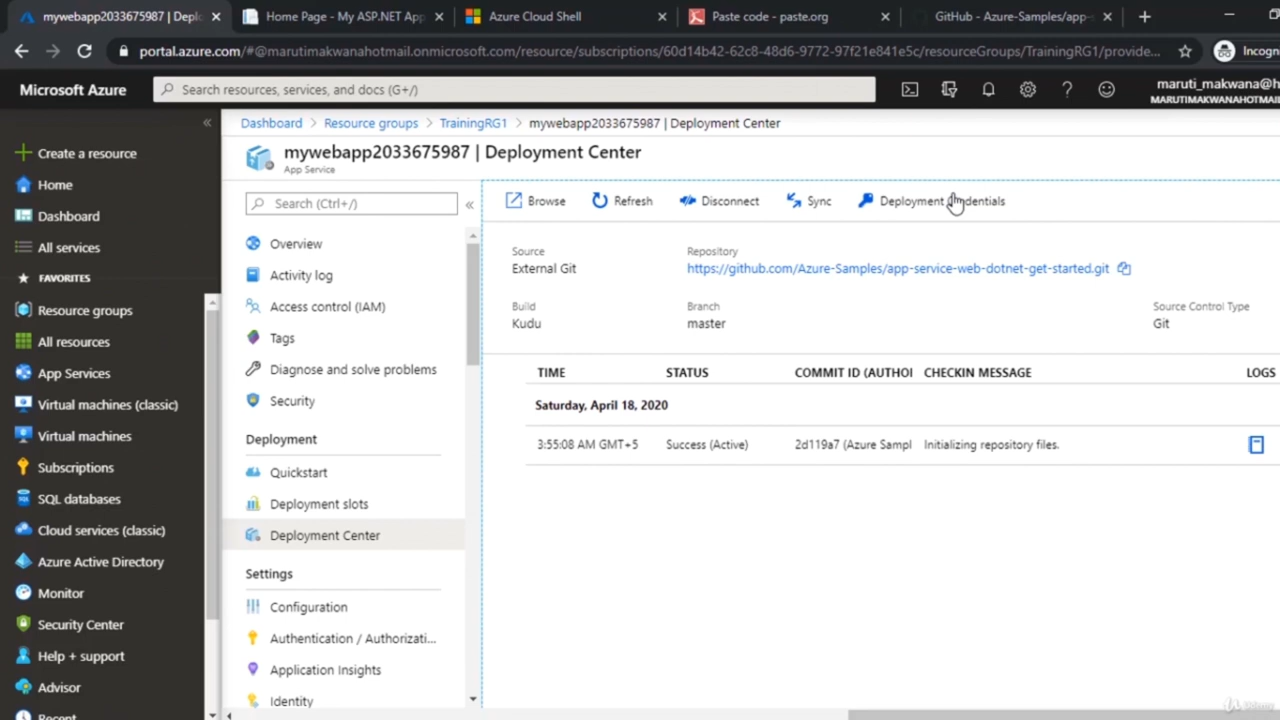 mywebapp2033675987 | Depl
Home Page - My ASP.NET App
Azure Cloud Shell
Paste code - paste.org
GitHub - Azure-Samples/app-
portal.azure.com/#@marutimakwanahotmail.onmicrosoft.com/resource/subscriptions/60d14b42-62c8-48d6-9772-97f21e841e5c/resourceGroups/TrainingRG1/provide...
Incogn
Microsoft Azure
Search resources, services, and docs (G+/)
maruti_makwana@h
MARUTIMAKWANAHOTMAIL
Create a resource
Home
Dashboard
All services
FAVORITES
Resource groups
All resources
App Services
Virtual machines (classic)
Virtual machines
Subscriptions
SQL databases
Cloud services (classic)
Azure Active Directory
Monitor
Security Center
Help + support
Advisor
Recent
Dashboard > Resource groups > TrainingRG1 > mywebapp2033675987 | Deployment Center
mywebapp2033675987 | Deployment Center
App Service
Search (Ctrl+/)
Overview
Activity log
Access control (IAM)
Tags
Diagnose and solve problems
Security
Deployment
Quickstart
Deployment slots
Deployment Center
Settings
Configuration
Authentication / Authorizati...
Application Insights
Identity
Browse Refresh Disconnect Sync Deployment Credentials
Source
External Git
Repository
https://github.com/Azure-Samples/app-service-web-dotnet-get-started.git
Build
Kudu
Branch
master
Source Control Type
Git
TIME STATUS COMMIT ID (AUTHOI CHECKIN MESSAGE LOGS
Saturday, April 18, 2020
3:55:08 AM GMT+5 Success (Active) 2d119a7 (Azure Sampl Initializing repository files.